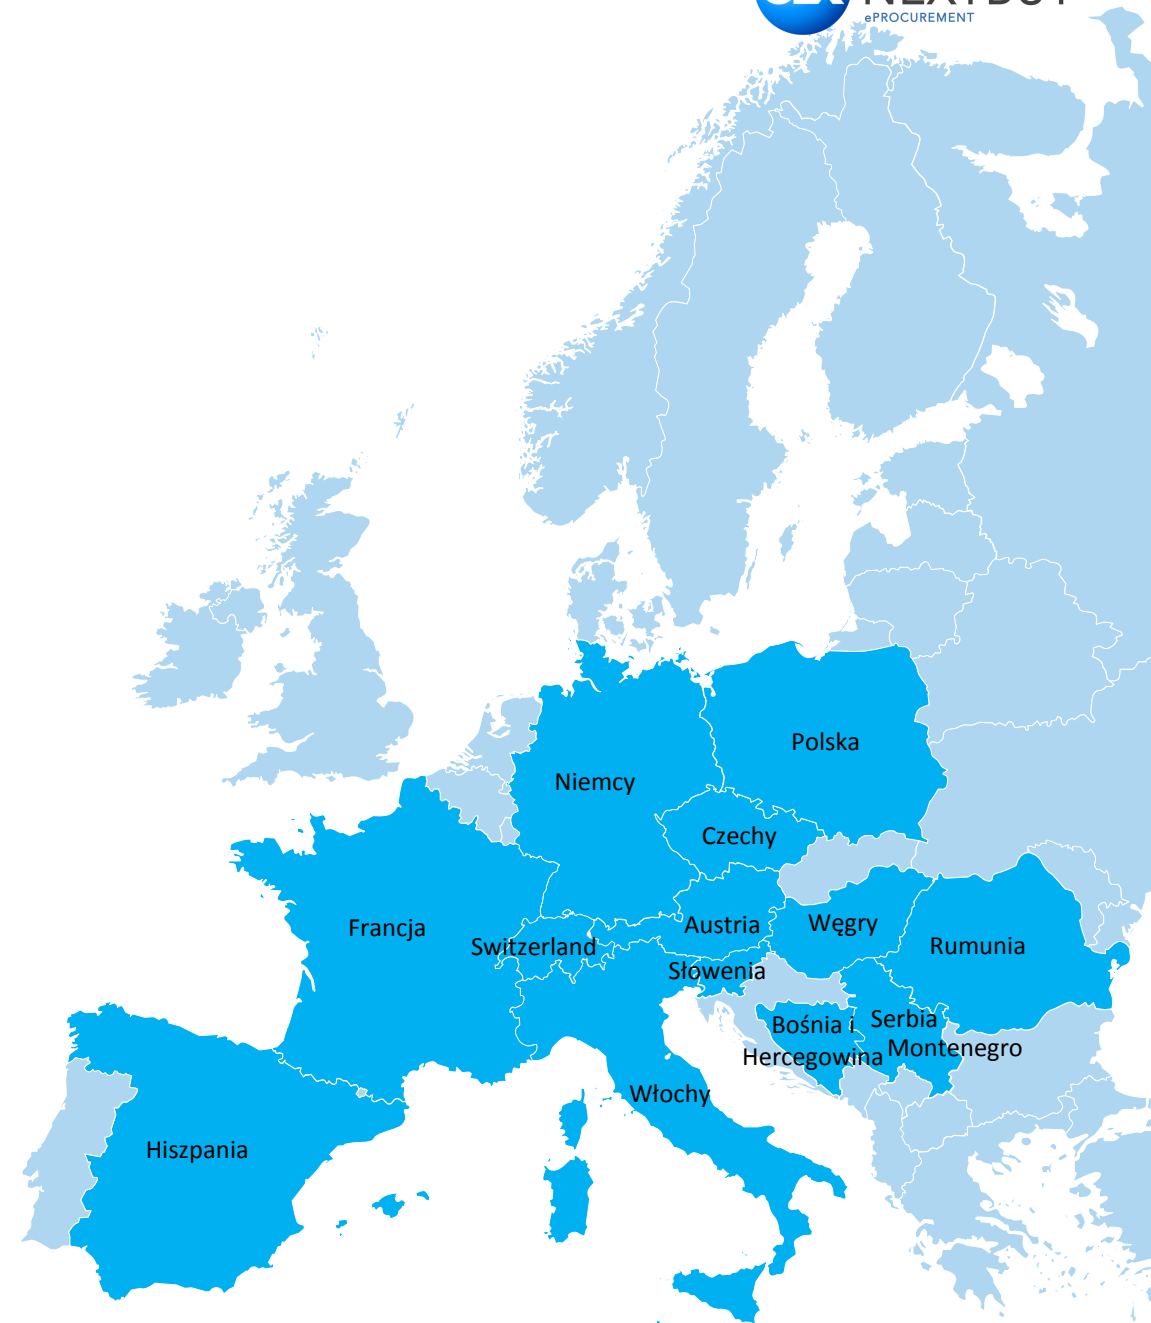 ePROCUREMENT
Polska
Niemcy
Czechy
Francja
Switzerland
Austria
Węgry
Rumunia
Słowenia
Bośnia i
Hercegowina
Serbia
Montenegro
Włochy
Hiszpania